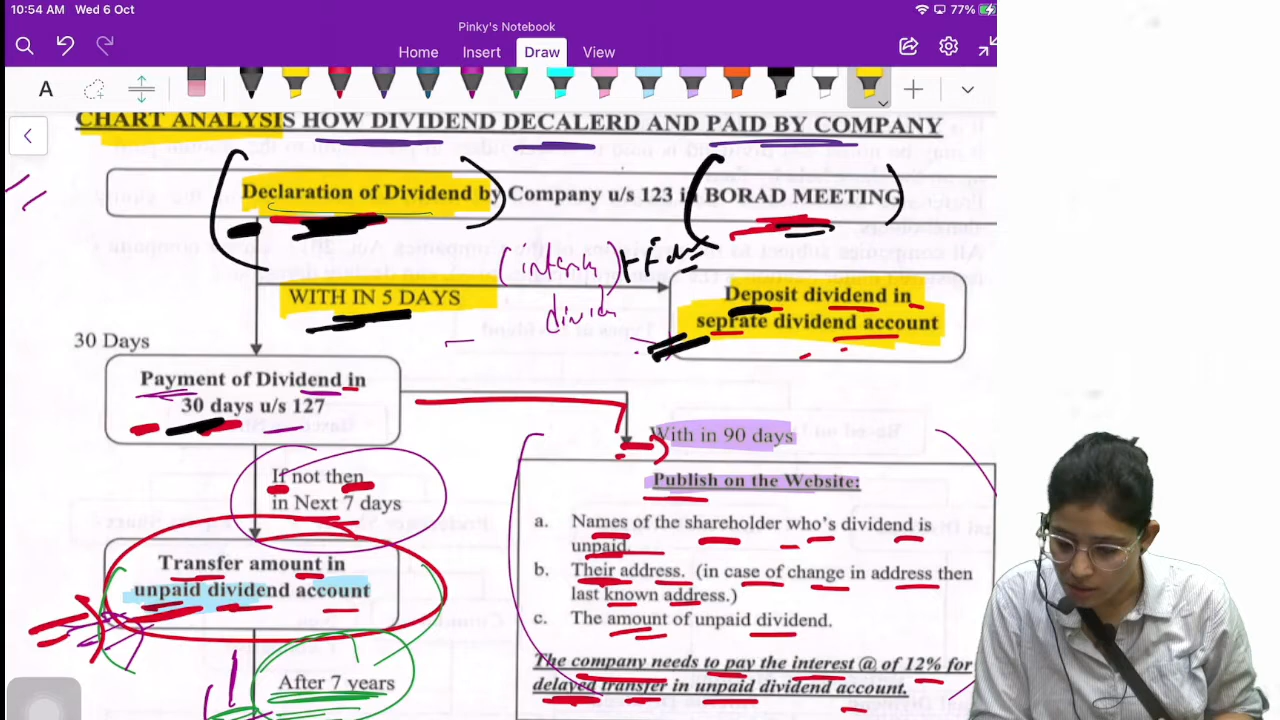 10:54 AM Wed 6 Oct
77%
Pinky's Notebook
Home Insert Draw View
A
CHART ANALYSIS HOW DIVIDEND DECALERD AND PAID BY COMPANY
Declaration of Dividend by Company u/s 123 in BORAD MEETING
WITH IN 5 DAYS
Deposit dividend in
seprate dividend account
30 Days
Payment of Dividend in
30 days u/s 127
With in 90 days
If not then
in Next 7 days
Publish on the Website:
a. Names of the shareholder who's dividend is
unpaid.
b. Their address. (in case of change in address then
last known address.)
c. The amount of unpaid dividend.
Transfer amount in
unpaid dividend account
The company needs to pay the interest @ of 12% for
delayed transfer in unpaid dividend account.
After 7 years